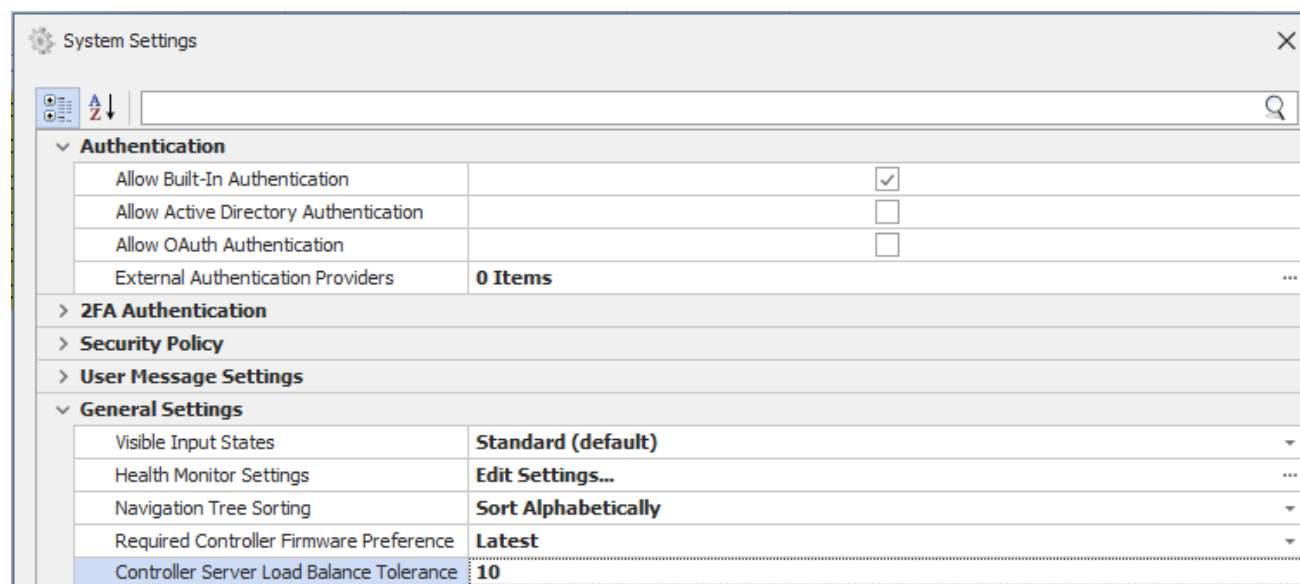 System Settings
A
Z
Authentication
Allow Built-In Authentication
Allow Active Directory Authentication
Allow OAuth Authentication
External Authentication Providers 0 Items ...
2FA Authentication
Security Policy
User Message Settings
General Settings
Visible Input States Standard (default)
Health Monitor Settings Edit Settings... ...
Navigation Tree Sorting Sort Alphabetically
Required Controller Firmware Preference Latest
Controller Server Load Balance Tolerance 10